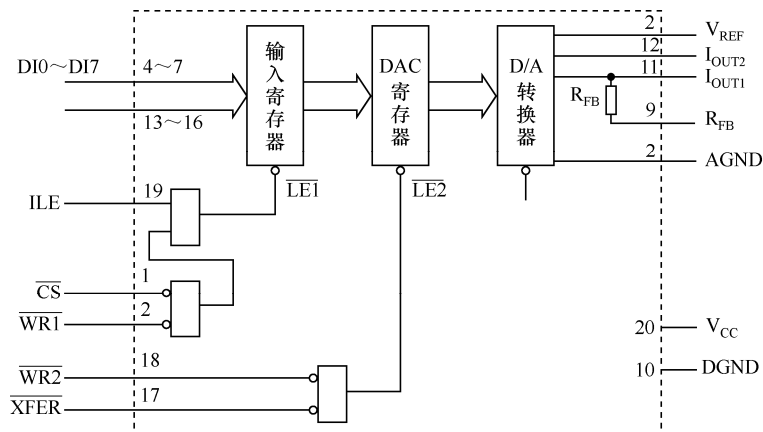 DI0～DI7
4～7
13～16
输入寄存器
DAC寄存器
D/A转换器
2
V_REF
12
I_OUT2
11
I_OUT1
R_FB
9
R_FB
2
AGND
LE1
LE2
ILE
19
CS
1
WR1
2
20
V_CC
WR2
18
10
DGND
XFER
17